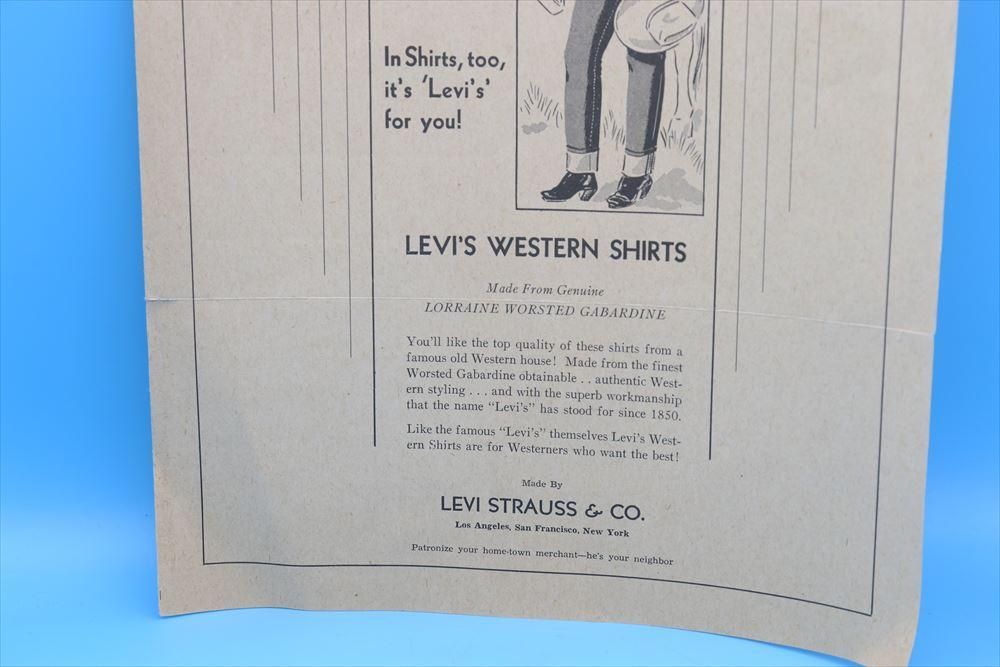 In Shirts, too,
it's 'Levi's'
for you!
LEVI'S WESTERN SHIRTS
Made From Genuine
LORRAINE WORSTED GABARDINE
You'll like the top quality of these shirts from a
famous old Western house! Made from the finest
Worsted Gabardine obtainable . . authentic West-
ern styling . . . and with the superb workmanship
that the name "Levi's" has stood for since 1850.
Like the famous "Levi's" themselves Levi's West-
ern Shirts are for Westerners who want the best!
Made By
LEVI STRAUSS & CO.
Los Angeles, San Francisco, New York
Patronize your home-town merchant—he's your neighbor